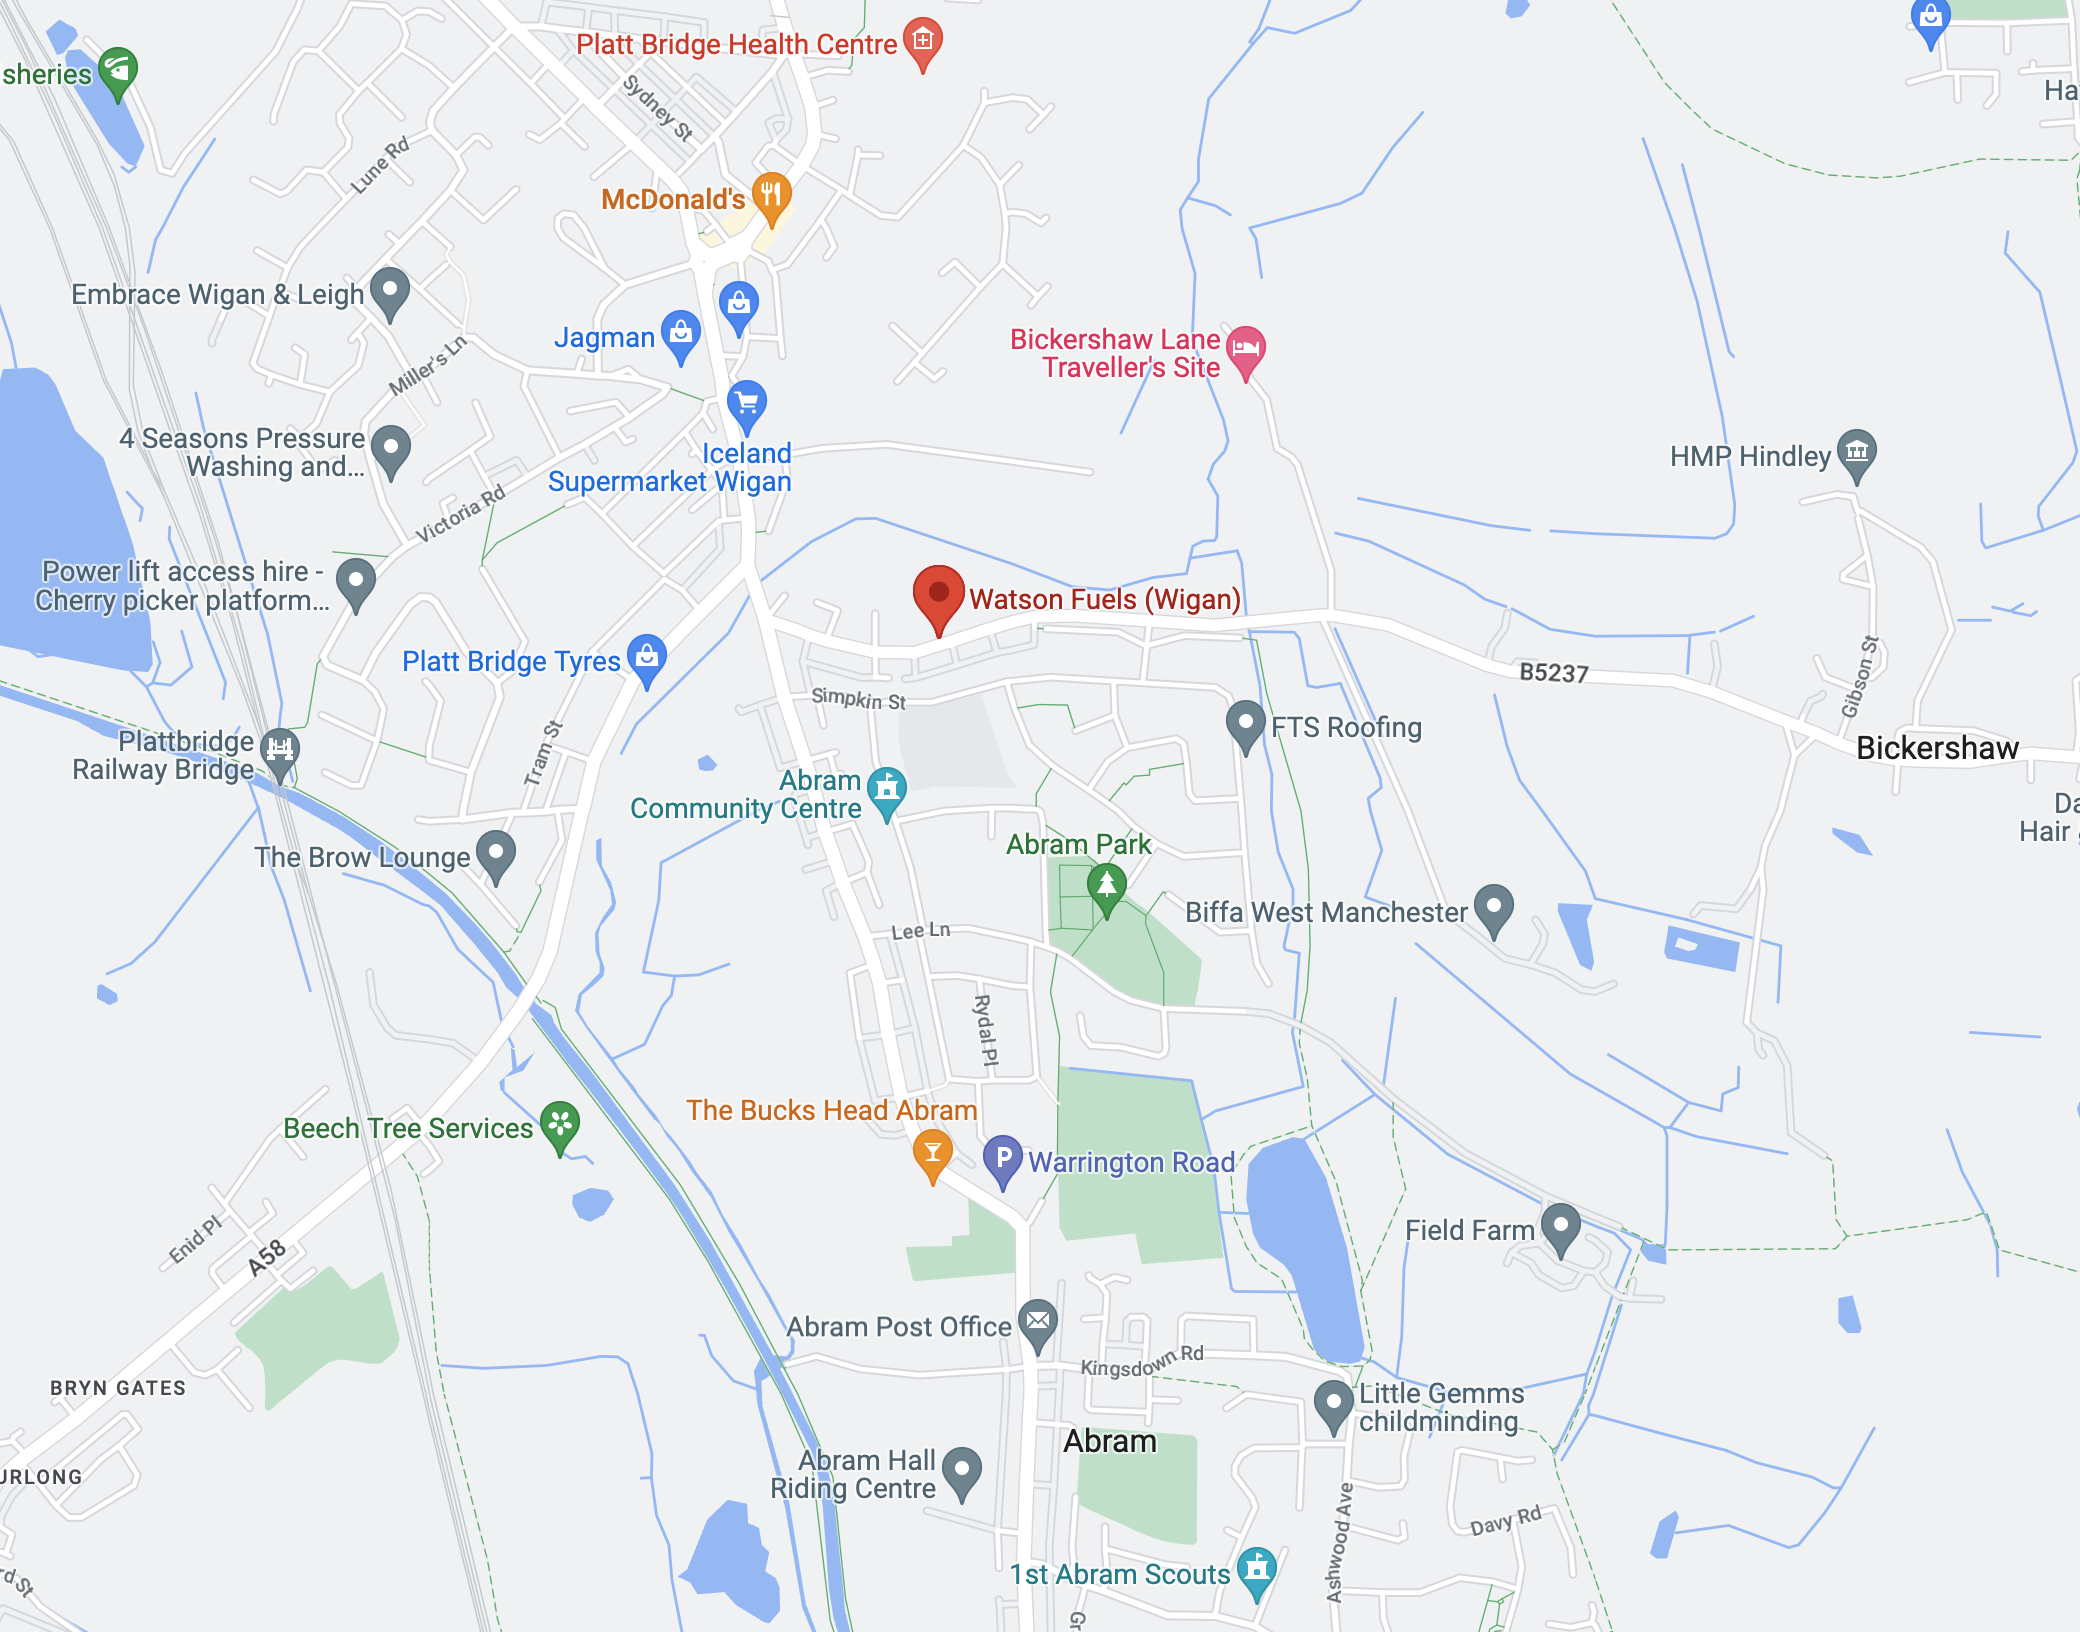 Platt Bridge Health Centre
sheries
Sydney St
Ha
Lune Rd
McDonald's
Embrace Wigan & Leigh
Jagman
Bickershaw Lane
Traveller's Site
Miller's Ln
4 Seasons Pressure
Washing and...
Iceland
Supermarket Wigan
HMP Hindley
Victoria Rd
Power lift access hire -
Cherry picker platform...
Watson Fuels (Wigan)
Platt Bridge Tyres
B5237
Gibson St
Simpkin St
FTS Roofing
Plattbridge
Railway Bridge
Tram St
Bickershaw
Abram
Community Centre
Da
Hair
Abram Park
The Brow Lounge
Lee Ln
Biffa West Manchester
Rydal Pl
The Bucks Head Abram
Beech Tree Services
P
Warrington Road
Enid Pl
A58
Field Farm
Abram Post Office
Kingsdown Rd
BRYN GATES
Little Gemms
childminding
Abram
Abram Hall
Riding Centre
URLONG
Ashwood Ave
Davy Rd
rd St
1st Abram Scouts
Gr